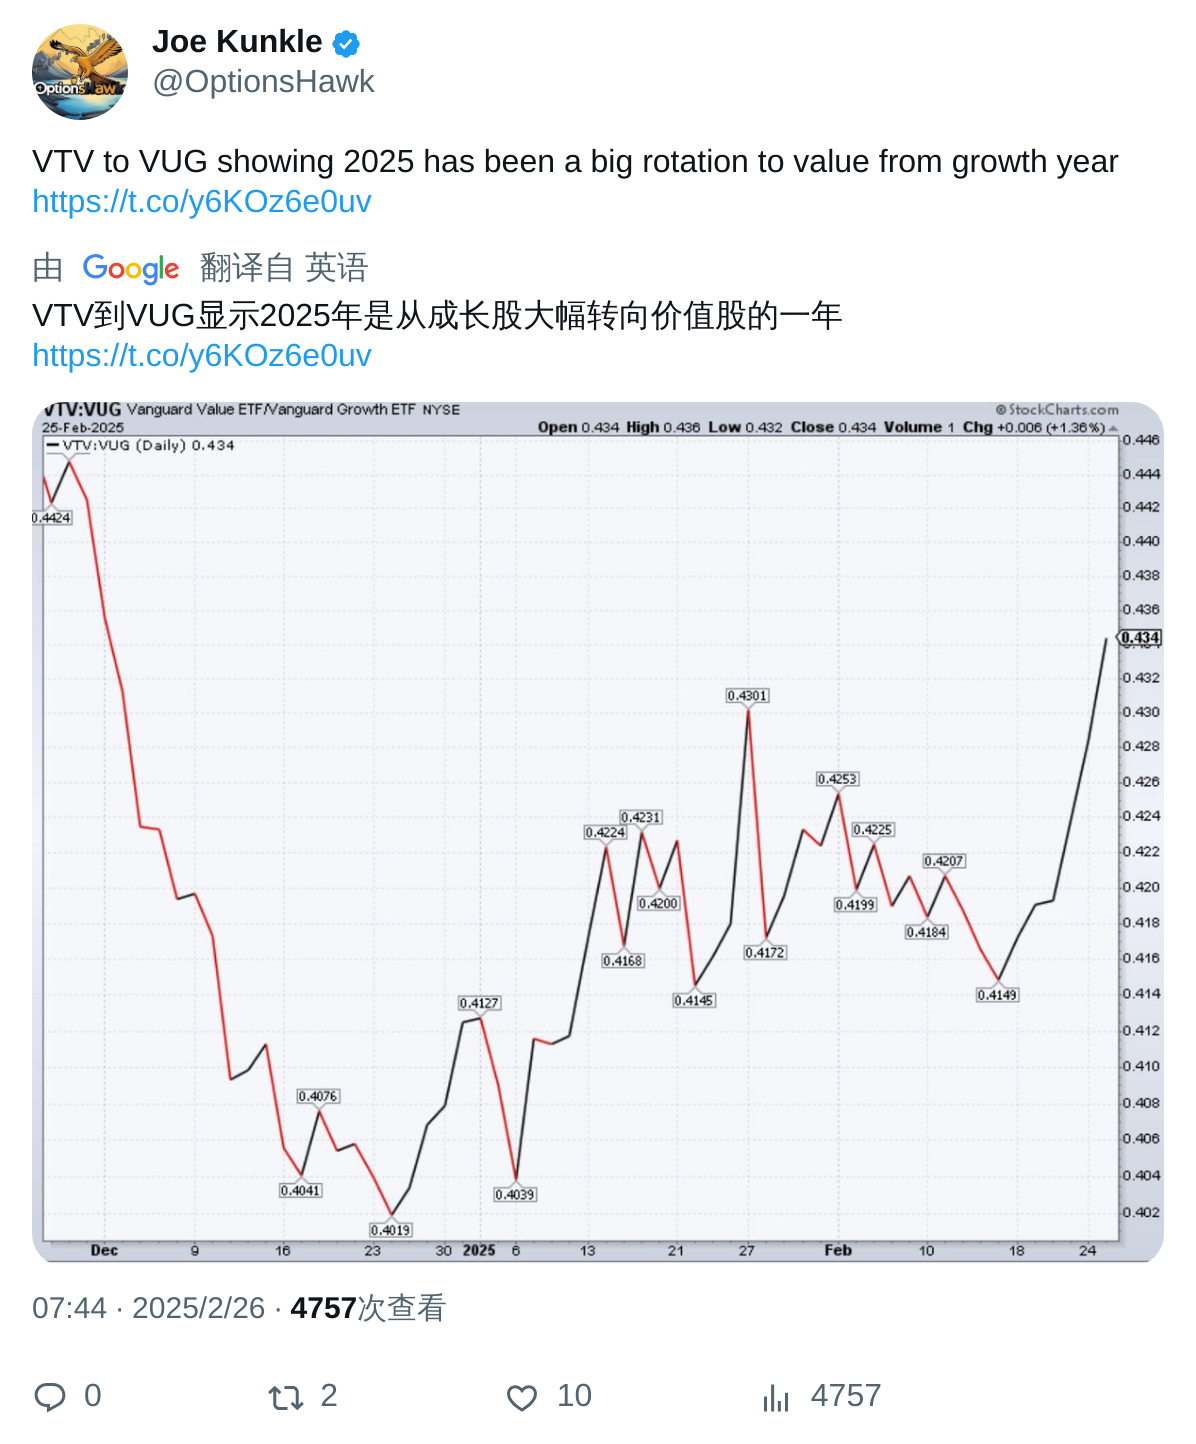 Joe Kunkle
@OptionsHawk
OptionsHawk
VTV to VUG showing 2025 has been a big rotation to value from growth year
https://t.co/y6KOz6e0uv
由 Google 翻译自 英语
VTV到VUG显示2025年是从成长股大幅转向价值股的一年
https://t.co/y6KOz6e0uv
VTV:VUG Vanguard Value ETF/Vanguard Growth ETF NYSE
© StockCharts.com
25-Feb-2025
Open 0.434 High 0.436 Low 0.432 Close 0.434 Volume 1 Chg +0.006 (+1.36%)
VTV:VUG (Daily) 0.434
0.446
0.444
0.442
0.440
0.438
0.436
0.434
0.432
0.430
0.428
0.426
0.424
0.422
0.420
0.418
0.416
0.414
0.412
0.410
0.408
0.406
0.404
0.402
0.4424
0.4041
0.4076
0.4019
0.4127
0.4039
0.4224
0.4168
0.4231
0.4200
0.4145
0.4301
0.4172
0.4253
0.4199
0.4225
0.4184
0.4207
0.4149
Dec 9 16 23 30 2025 6 13 21 27 Feb 10 18 24
07:44 · 2025/2/26 · 4757次查看
0 2 10 4757